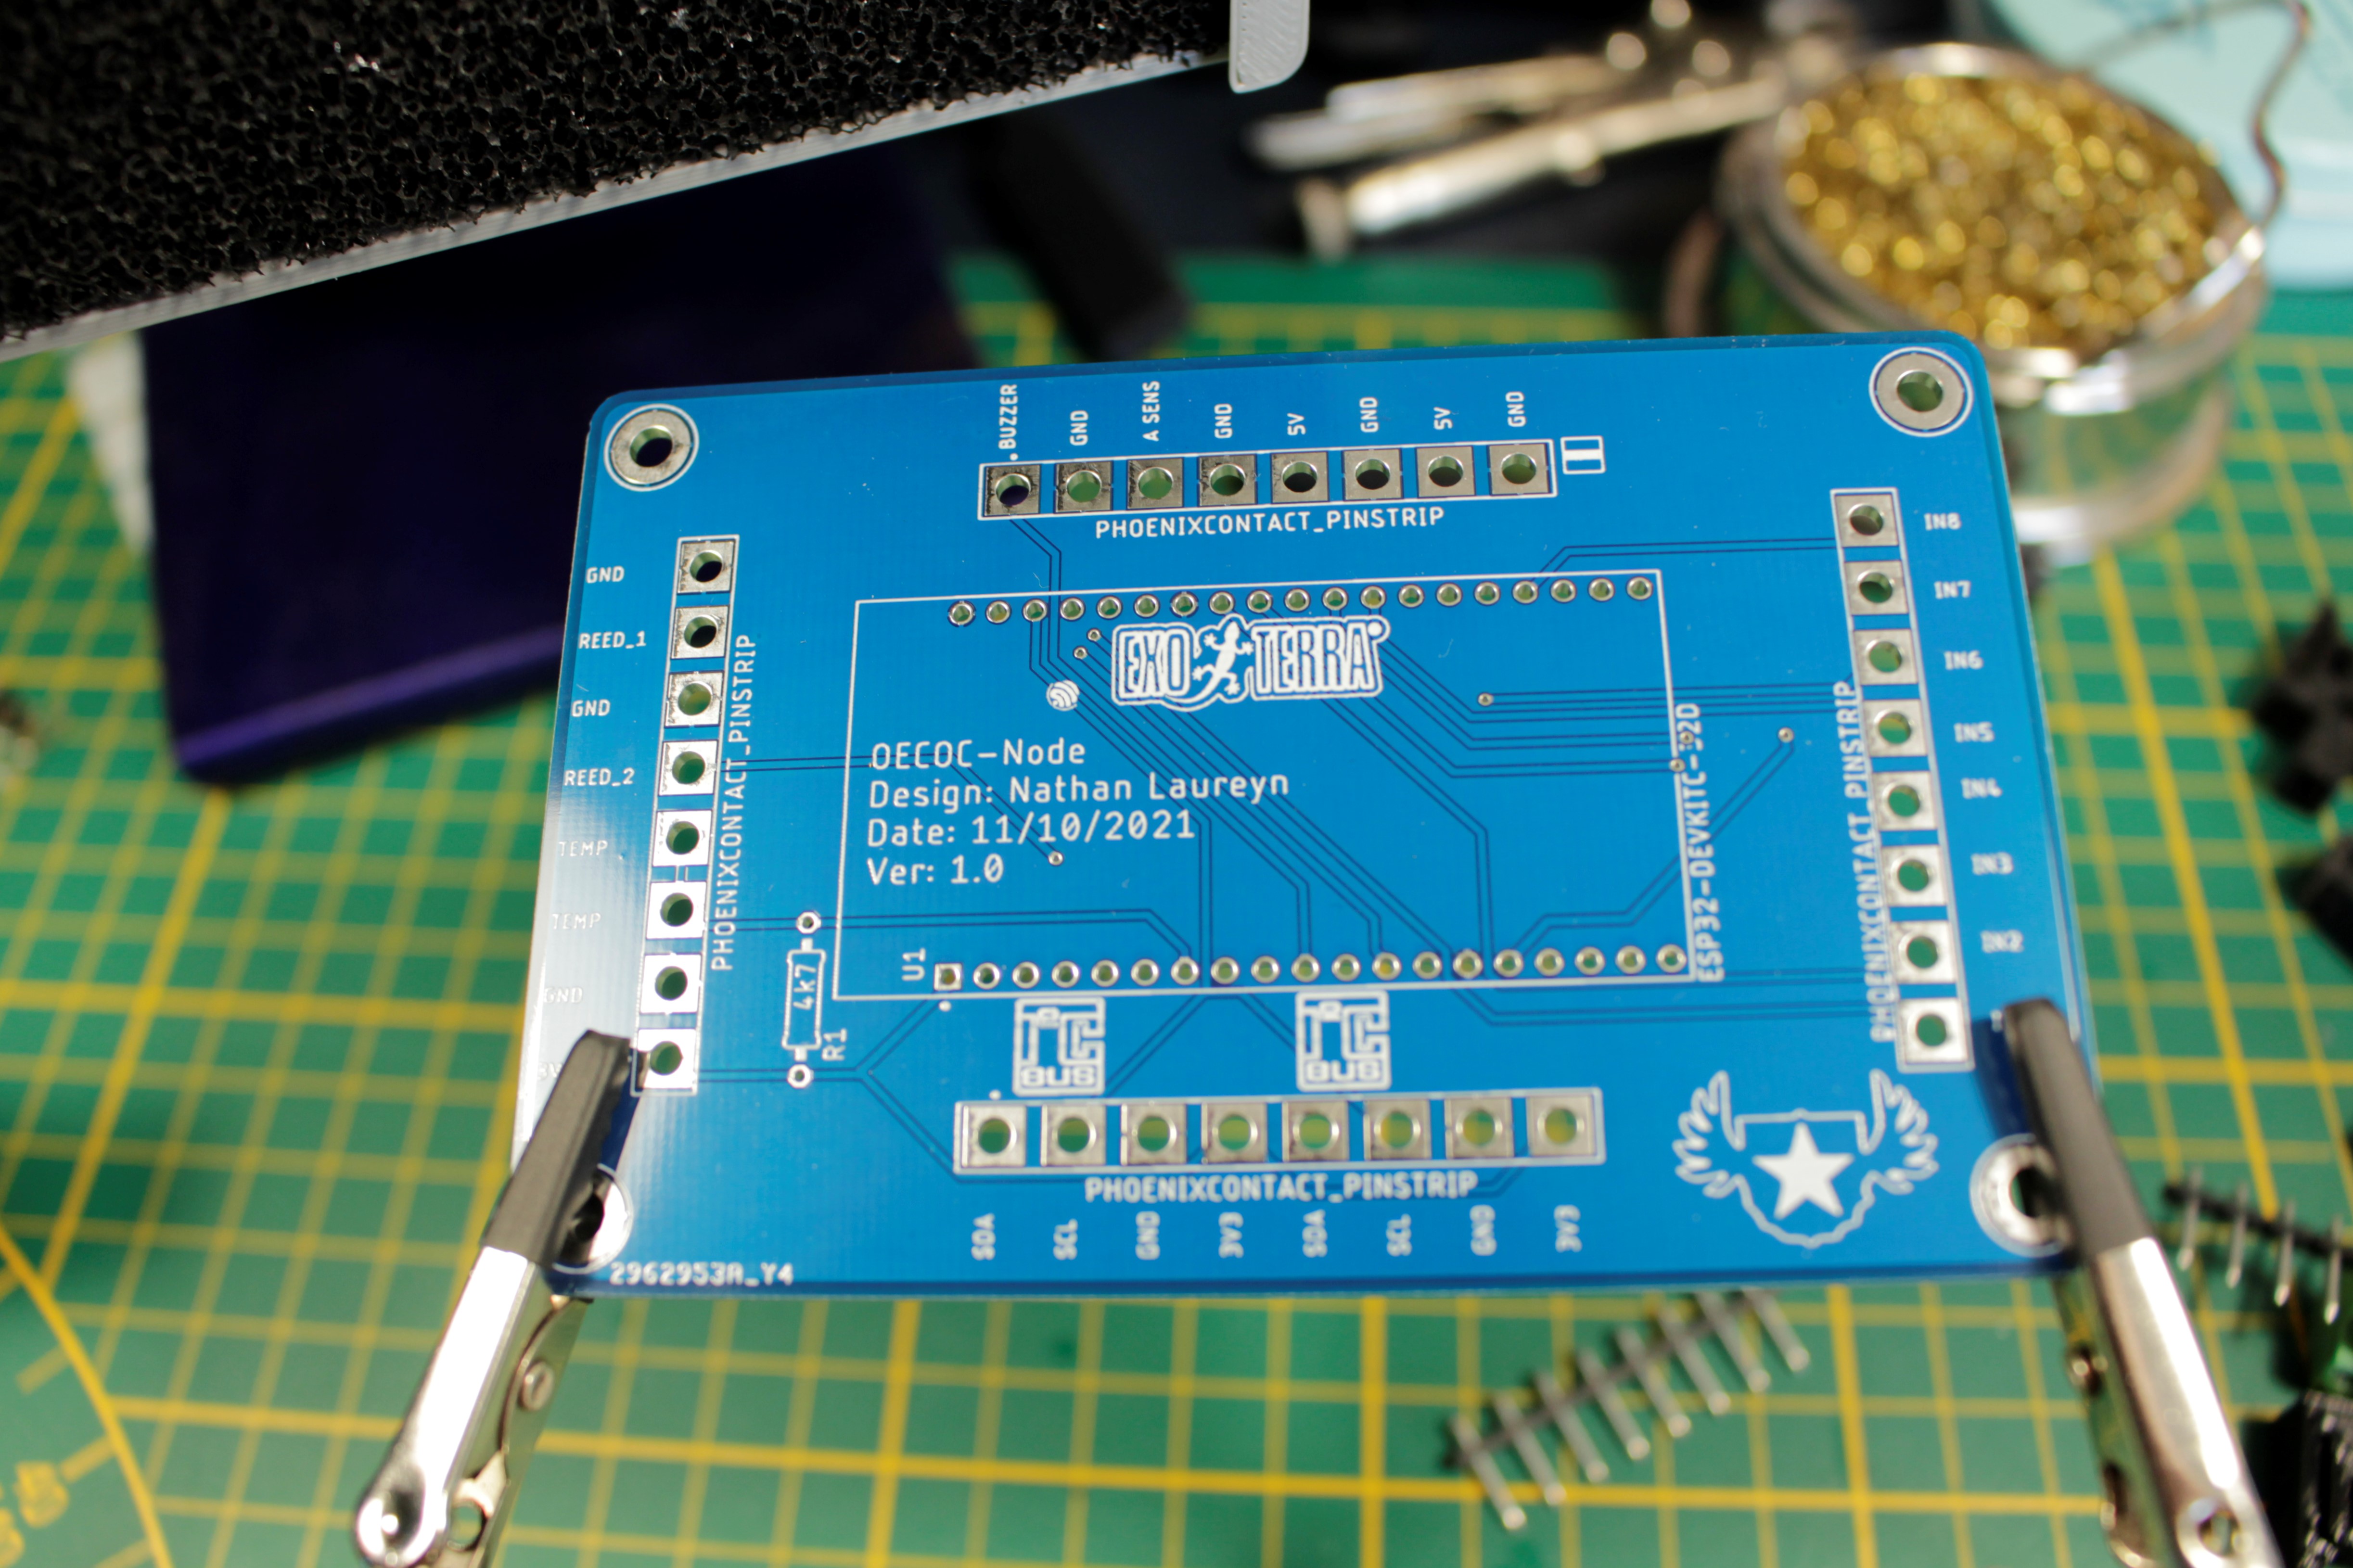 .BUZZER
GND
A SENS
GND
5V
GND
5V
GND
PHOENIXCONTACT_PINSTRIP
GND
REED_1
GND
REED_2
TEMP
TEMP
GND
PHOENIXCONTACT_PINSTRIP
EXO TERRA
OECOC-Node
Design: Nathan Laureyn
Date: 11/10/2021
Ver: 1.0
U1
4k7
R1
ESP32-DEVKITC-32D
PHOENIXCONTACT_PINSTRIP
IN8
IN7
IN6
IN5
IN4
IN3
IN2
BUS
BUS
PHOENIXCONTACT_PINSTRIP
SDA
SCL
GND
3V3
SDA
SCL
GND
3V3
2962953A_Y4